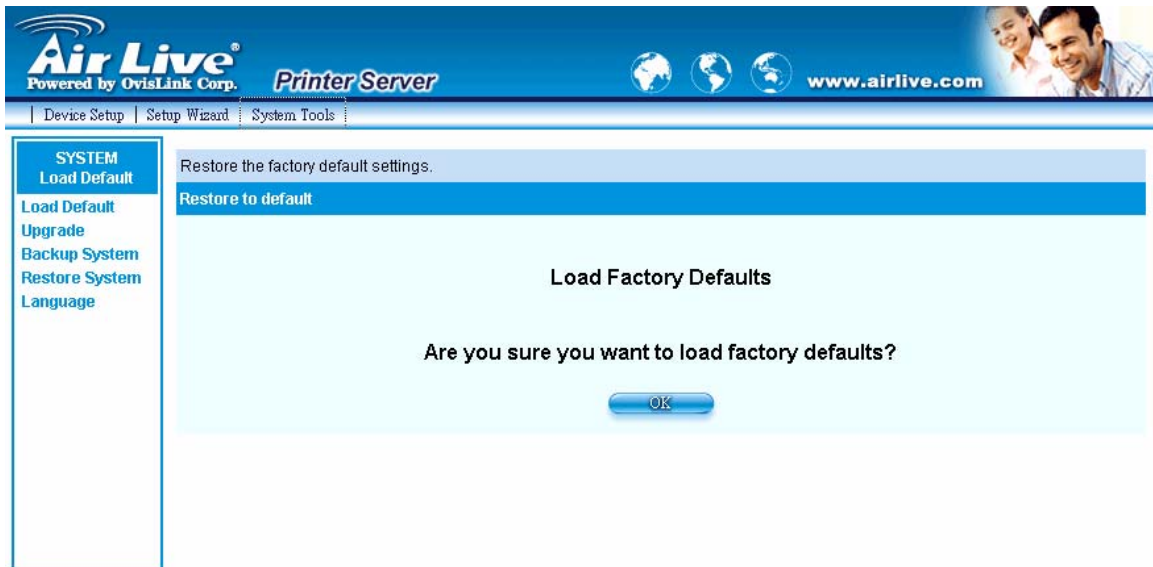 Air Live®
Powered by OvisLink Corp.
Printer Server
www.airlive.com
| Device Setup | Setup Wizard | System Tools |
SYSTEM
Load Default
Load Default
Upgrade
Backup System
Restore System
Language
Restore the factory default settings.
Restore to default
Load Factory Defaults
Are you sure you want to load factory defaults?
OK